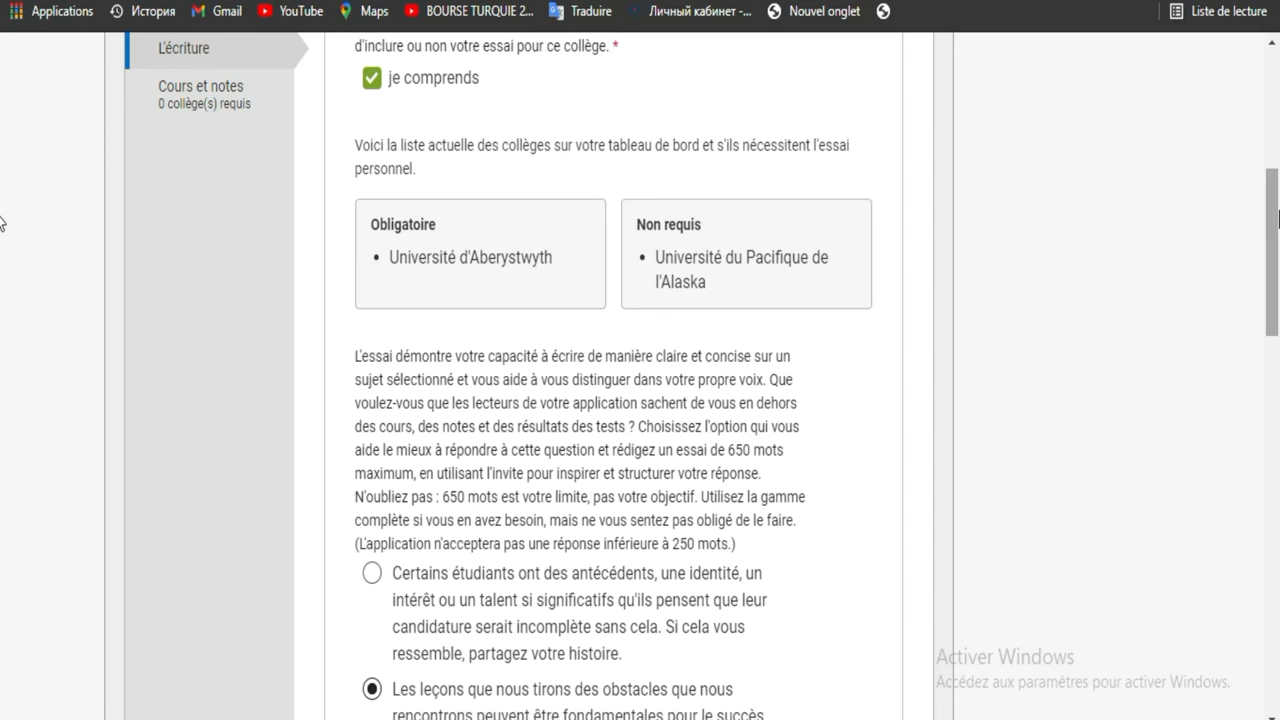 Applications История Gmail YouTube Maps BOURSE TURQUIE 2... Traduire Личный кабинет -... Nouvel onglet Liste de lecture
L'écriture
Cours et notes
0 collège(s) requis
d'inclure ou non votre essai pour ce collège. *
je comprends
Voici la liste actuelle des collèges sur votre tableau de bord et s'ils nécessitent l'essai
personnel.
Obligatoire
• Université d'Aberystwyth
Non requis
• Université du Pacifique de
l'Alaska
L'essai démontre votre capacité à écrire de manière claire et concise sur un
sujet sélectionné et vous aide à vous distinguer dans votre propre voix. Que
voulez-vous que les lecteurs de votre application sachent de vous en dehors
des cours, des notes et des résultats des tests ? Choisissez l'option qui vous
aide le mieux à répondre à cette question et rédigez un essai de 650 mots
maximum, en utilisant l'invite pour inspirer et structurer votre réponse.
N'oubliez pas : 650 mots est votre limite, pas votre objectif. Utilisez la gamme
complète si vous en avez besoin, mais ne vous sentez pas obligé de le faire.
(L'application n'acceptera pas une réponse inférieure à 250 mots.)
Certains étudiants ont des antécédents, une identité, un
intérêt ou un talent si significatifs qu'ils pensent que leur
candidature serait incomplète sans cela. Si cela vous
ressemble, partagez votre histoire.
Les leçons que nous tirons des obstacles que nous
rencontrons peuvent être fondamentales pour le succès
Activer Windows
Accédez aux paramètres pour activer Windows.